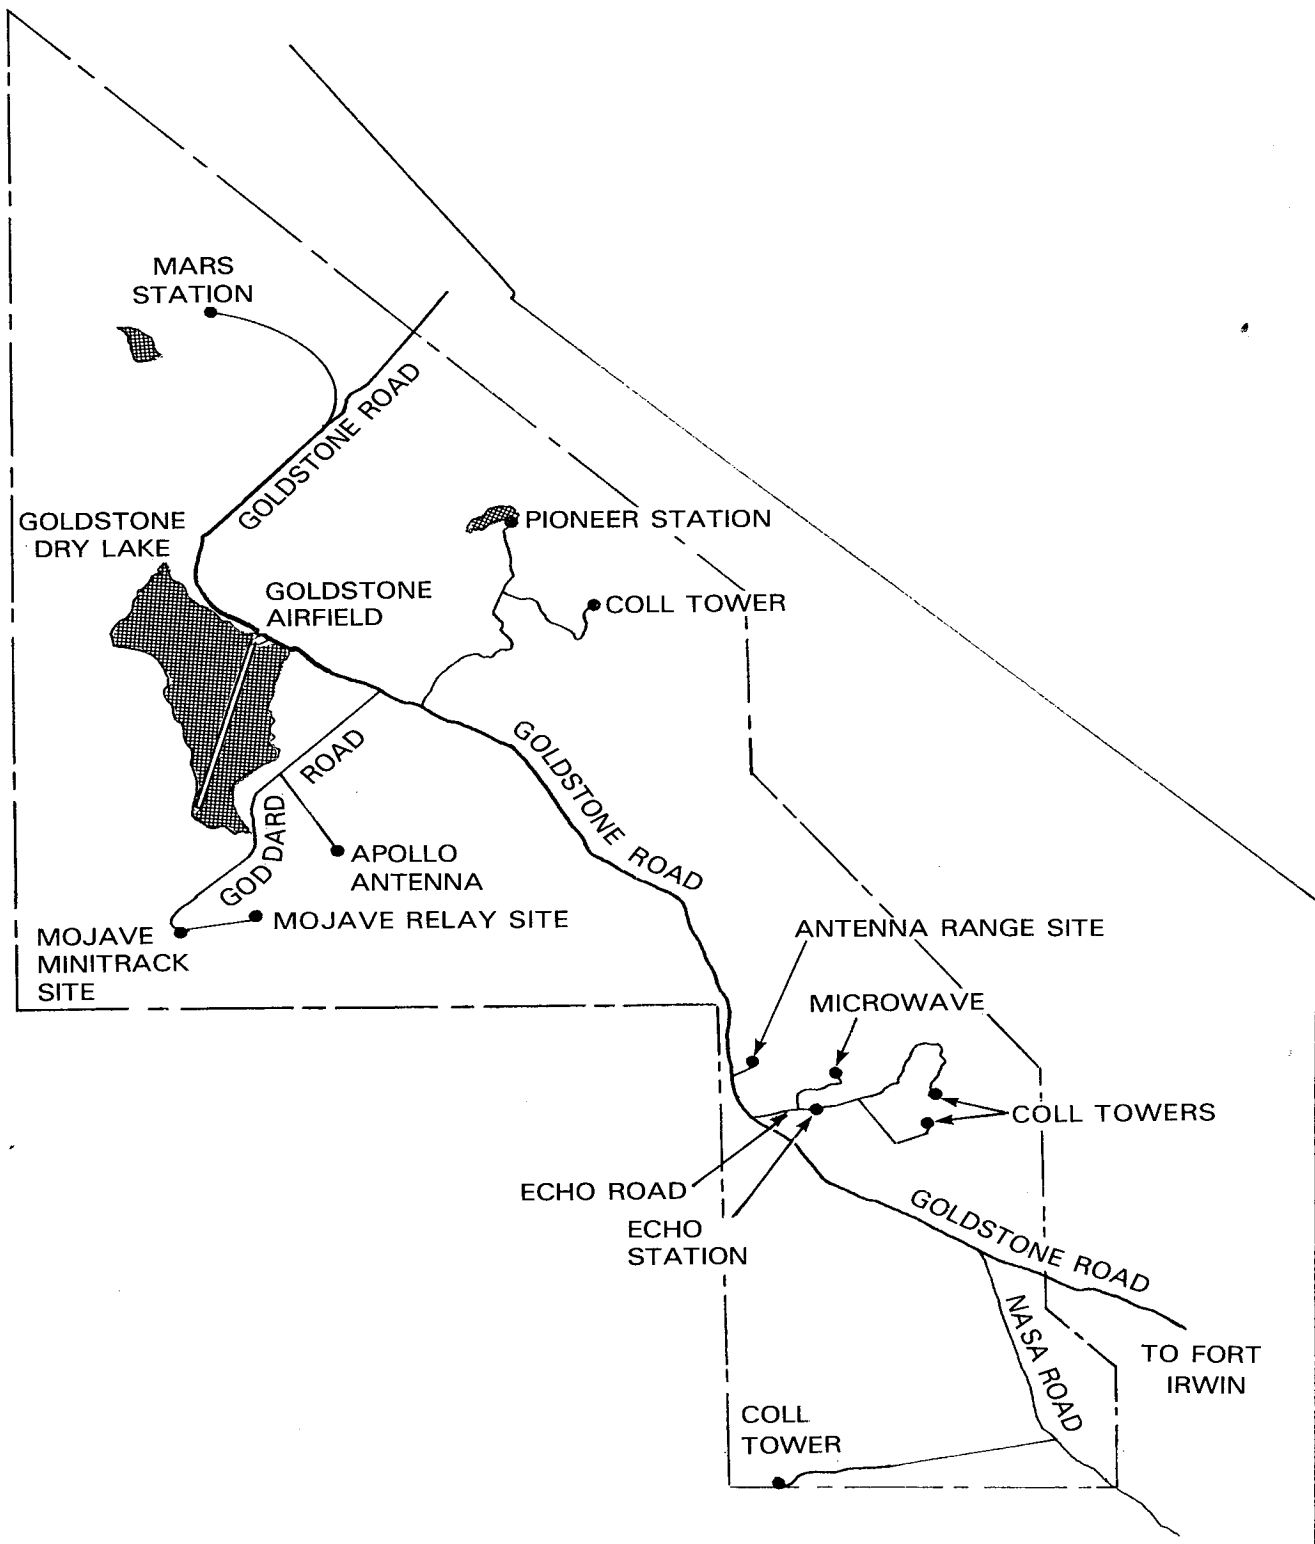 MARS
STATION
GOLDSTONE ROAD
GOLDSTONE
DRY LAKE
PIONEER STATION
GOLDSTONE
AIRFIELD
COLL TOWER
GOLDSTONE ROAD
GODDARD ROAD
APOLLO
ANTENNA
MOJAVE RELAY SITE
MOJAVE
MINITRACK
SITE
ANTENNA RANGE SITE
MICROWAVE
COLL TOWERS
ECHO ROAD
ECHO
STATION
GOLDSTONE ROAD
NASA ROAD
TO FORT
IRWIN
COLL
TOWER